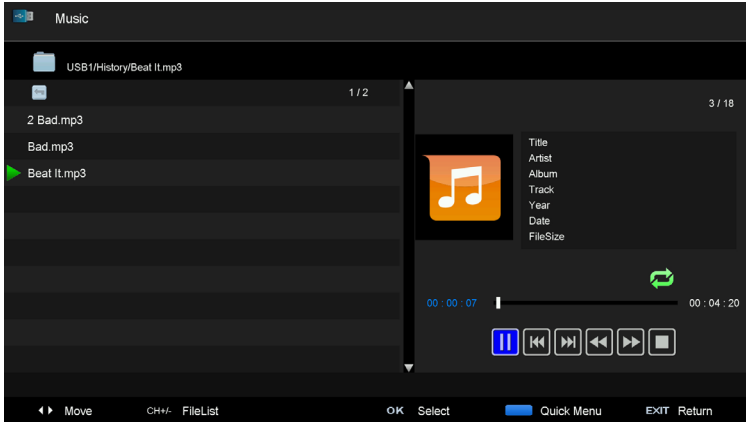 Music
USB1/History/Beat It.mp3
1 / 2
2 Bad.mp3
Bad.mp3
Beat It.mp3
3 / 18
Title
Artist
Album
Track
Year
Date
FileSize
00 : 00 : 07
00 : 04 : 20
Move
CH+/- FileList
OK Select
Quick Menu
EXIT Return